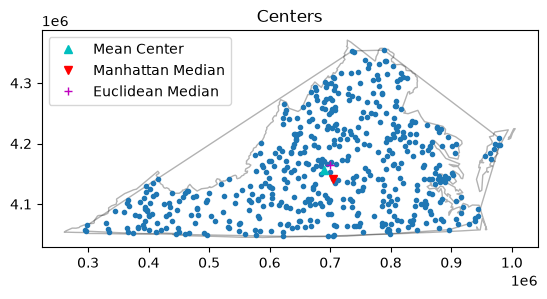 Centers
1e6
Mean Center
Manhattan Median
Euclidean Median
4.3
4.2
4.1
0.3 0.4 0.5 0.6 0.7 0.8 0.9 1.0
1e6